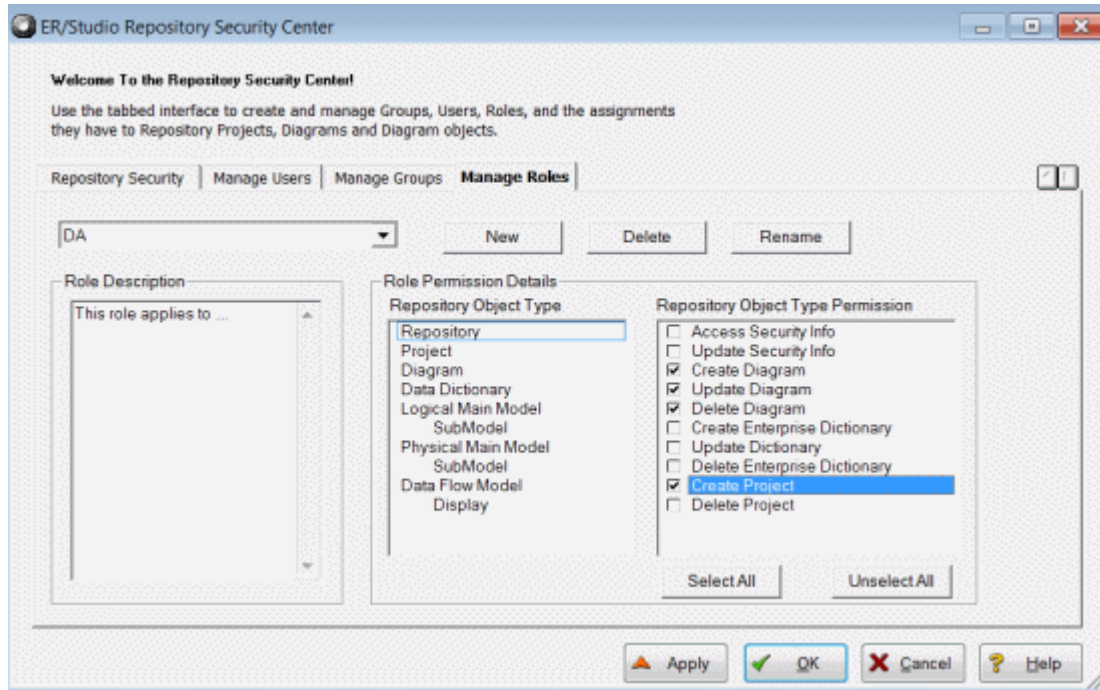 ER/Studio Repository Security Center
Welcome To the Repository Security Center!
Use the tabbed interface to create and manage Groups, Users, Roles, and the assignments
they have to Repository Projects, Diagrams and Diagram objects.
Repository Security
Manage Users
Manage Groups
Manage Roles
DA
New
Delete
Rename
Role Description
This role applies to ...
Role Permission Details
Repository Object Type
Repository
Project
Diagram
Data Dictionary
Logical Main Model
SubModel
Physical Main Model
SubModel
Data Flow Model
Display
Repository Object Type Permission
Access Security Info
Update Security Info
Create Diagram
Update Diagram
Delete Diagram
Create Enterprise Dictionary
Update Dictionary
Delete Enterprise Dictionary
Create Project
Delete Project
Select All
Unselect All
Apply
OK
Cancel
Help